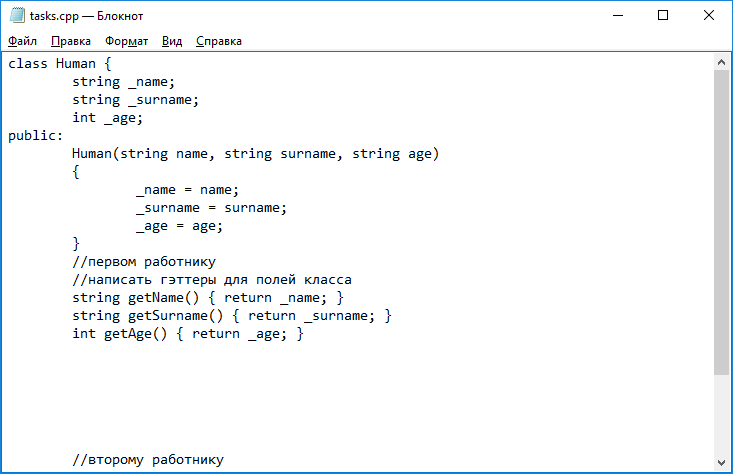 tasks.cpp — Блокнот
Файл Правка Формат Вид Справка
class Human {
string _name;
string _surname;
int _age;
public:
Human(string name, string surname, string age)
{
_name = name;
_surname = surname;
_age = age;
}
//первом работнику
//написать гэттеры для полей класса
string getName() { return _name; }
string getSurname() { return _surname; }
int getAge() { return _age; }
//второму работнику